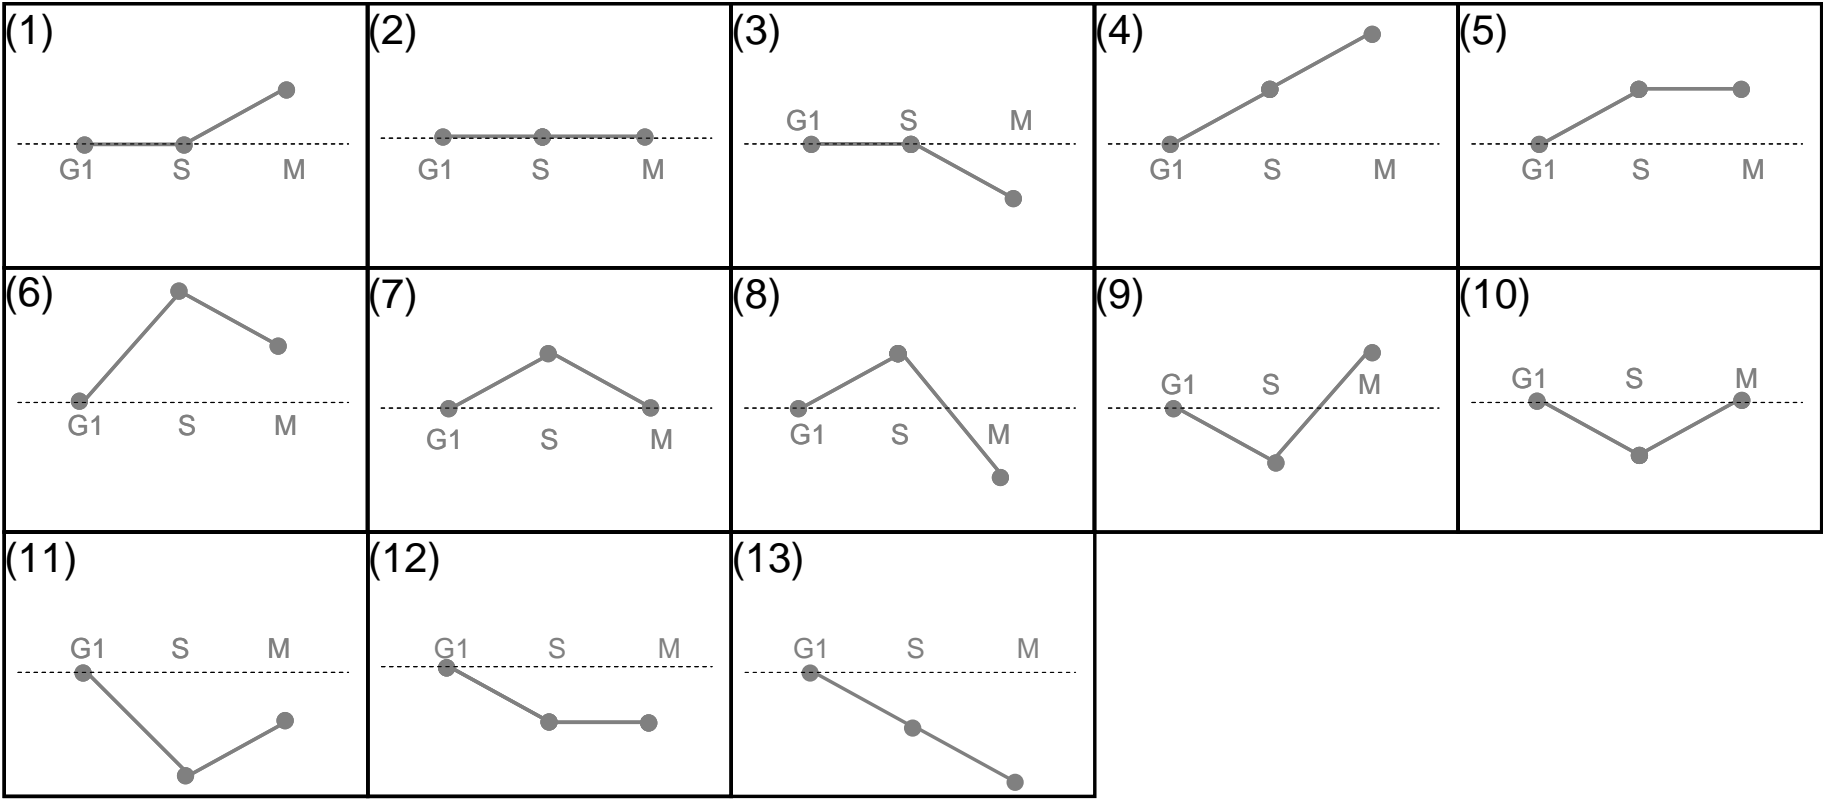 (1)
G1 S M
(2)
G1 S M
(3)
G1 S M
(4)
G1 S M
(5)
G1 S M
(6)
G1 S M
(7)
G1 S M
(8)
G1 S M
(9)
G1 S M
(10)
G1 S M
(11)
G1 S M
(12)
G1 S M
(13)
G1 S M